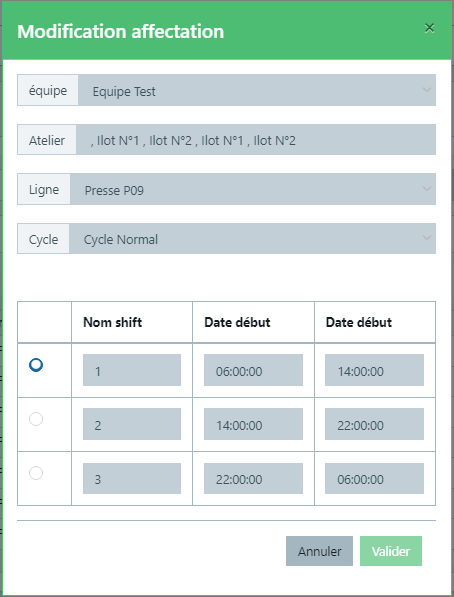 Modification affectation ×
équipe Equipe Test
Atelier , Ilot N°1 , Ilot N°2 , Ilot N°1 , Ilot N°2
Ligne Presse P09
Cycle Cycle Normal
Nom shift Date début Date début
1 06:00:00 14:00:00
2 14:00:00 22:00:00
3 22:00:00 06:00:00
Annuler Valider